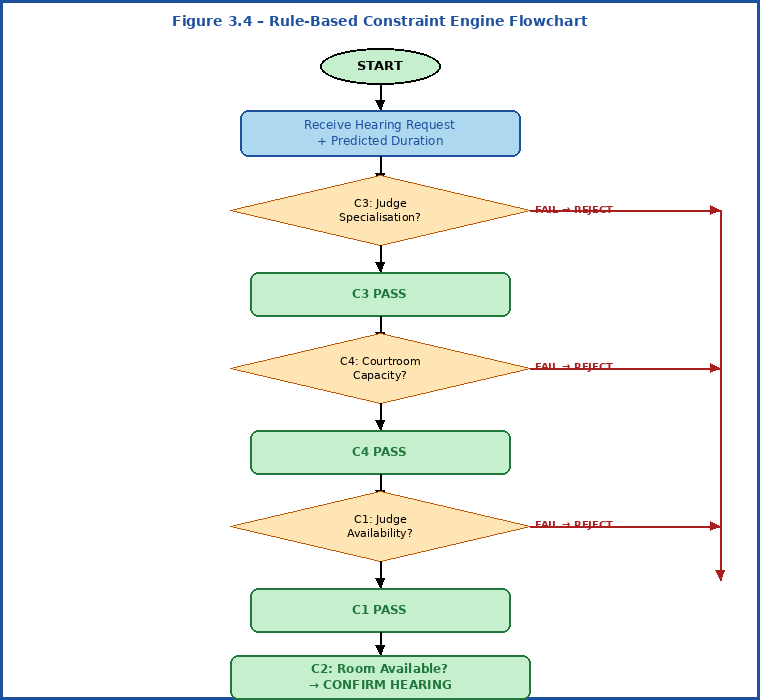 Figure 3.4 – Rule-Based Constraint Engine Flowchart
START
Receive Hearing Request
+ Predicted Duration
C3: Judge
Specialisation?
FAIL → REJECT
C3 PASS
C4: Courtroom
Capacity?
FAIL → REJECT
C4 PASS
C1: Judge
Availability?
FAIL → REJECT
C1 PASS
C2: Room Available?
→ CONFIRM HEARING